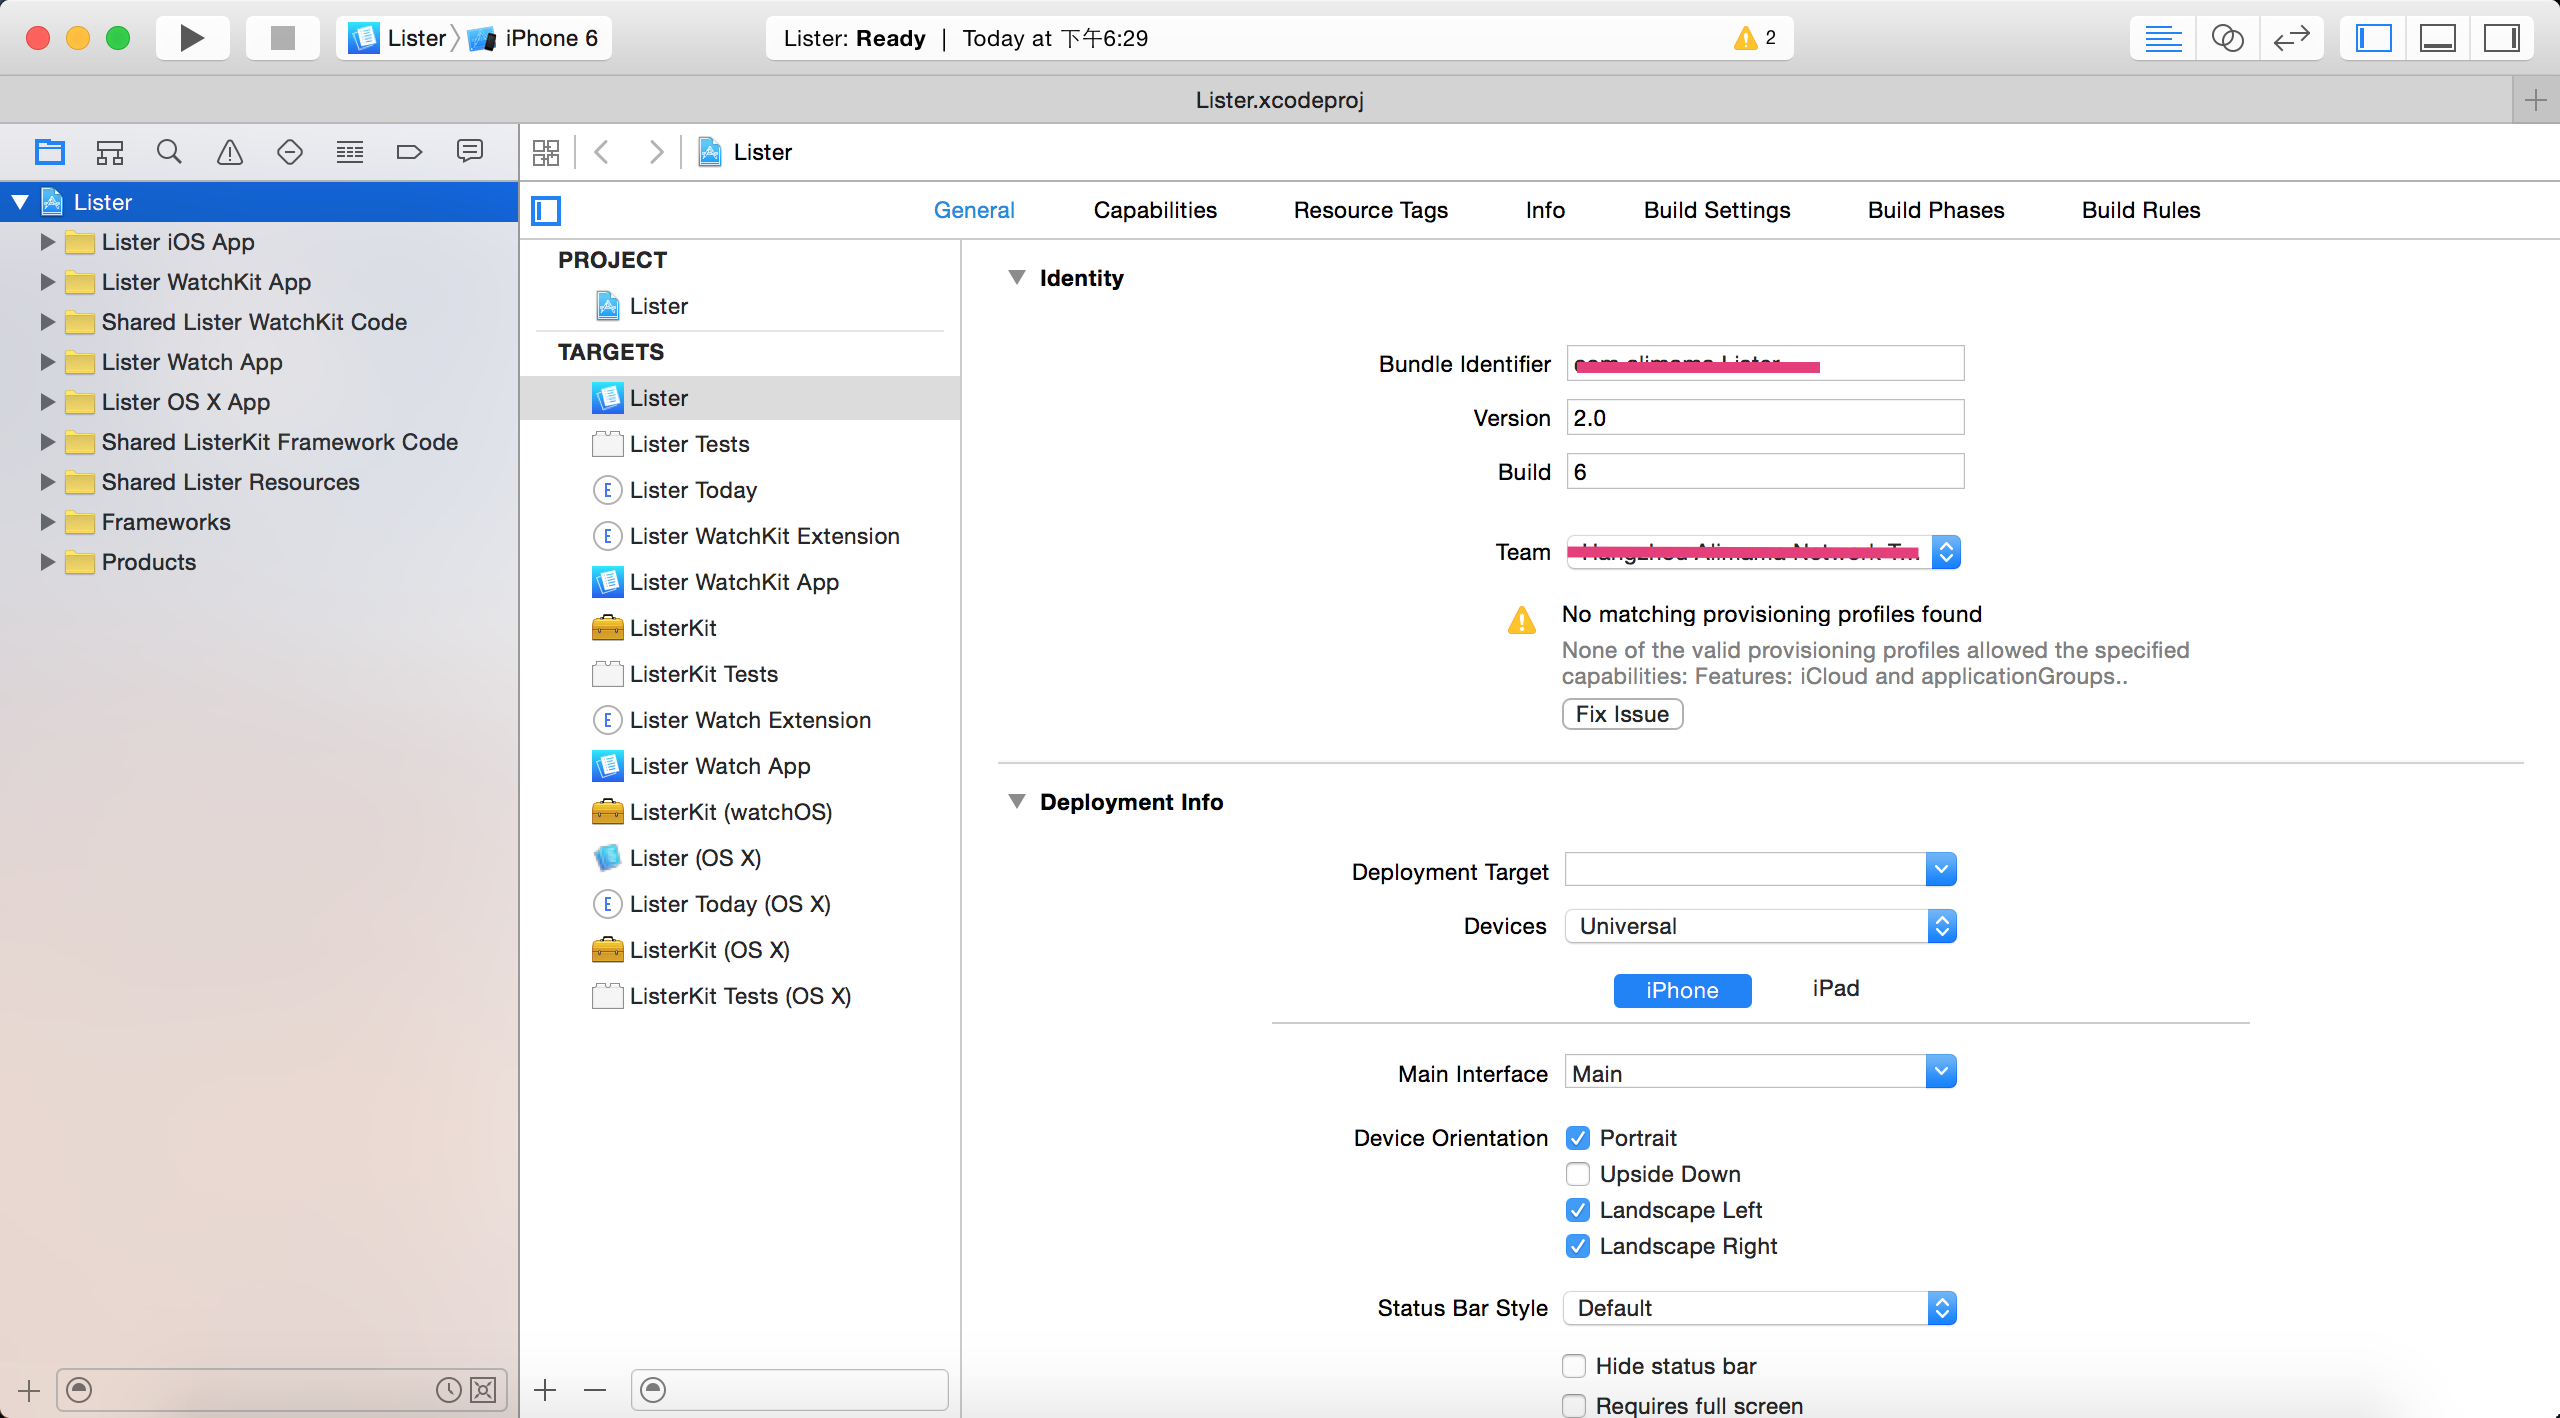 Lister
iPhone 6
Lister: Ready | Today at 下午6:29
2
Lister.xcodeproj
Lister
Lister
Lister iOS App
Lister WatchKit App
Shared Lister WatchKit Code
Lister Watch App
Lister OS X App
Shared ListerKit Framework Code
Shared Lister Resources
Frameworks
Products
General Capabilities Resource Tags Info Build Settings Build Phases Build Rules
PROJECT
Lister
TARGETS
Lister
Lister Tests
E Lister Today
E Lister WatchKit Extension
Lister WatchKit App
ListerKit
ListerKit Tests
E Lister Watch Extension
Lister Watch App
ListerKit (watchOS)
Lister (OS X)
E Lister Today (OS X)
ListerKit (OS X)
ListerKit Tests (OS X)
Identity
Bundle Identifier
Version 2.0
Build 6
Team
No matching provisioning profiles found
None of the valid provisioning profiles allowed the specified
capabilities: Features: iCloud and applicationGroups..
Fix Issue
Deployment Info
Deployment Target
Devices Universal
iPhone iPad
Main Interface Main
Device Orientation Portrait
Upside Down
Landscape Left
Landscape Right
Status Bar Style Default
Hide status bar
Requires full screen